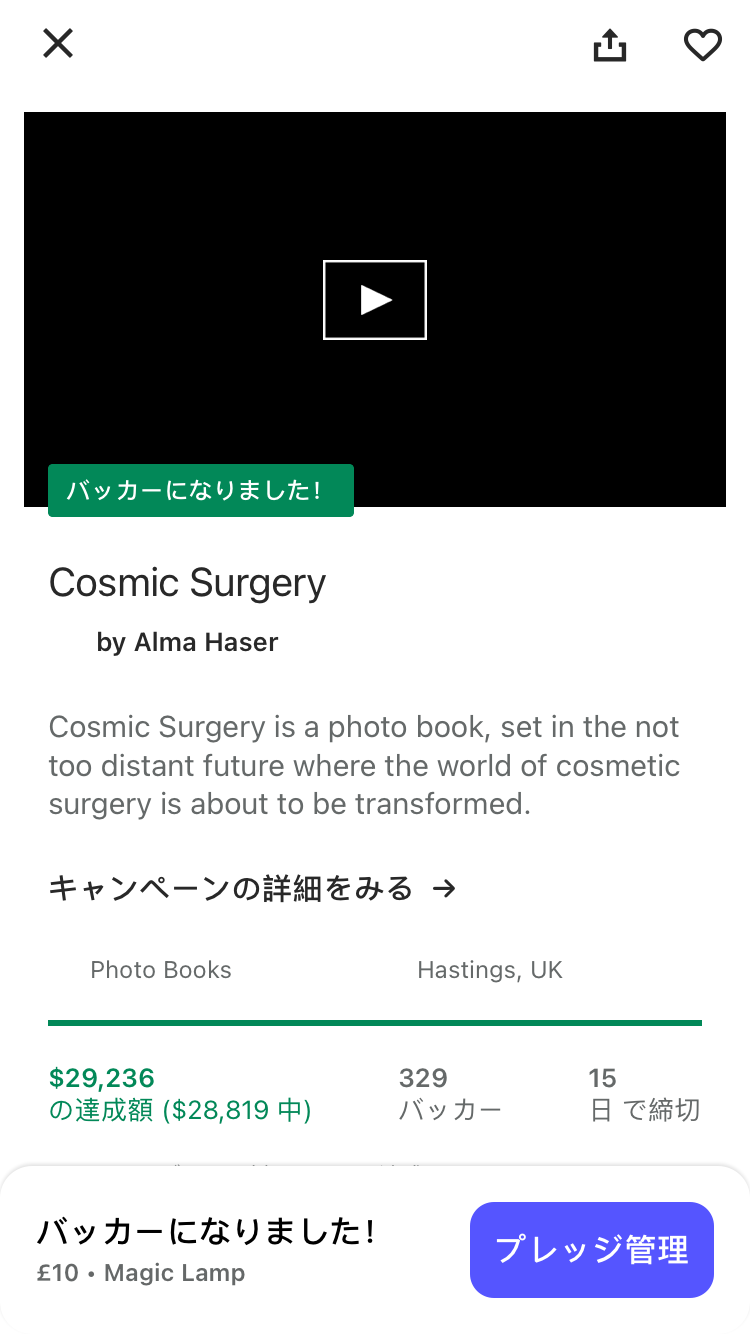 バッカーになりました!
Cosmic Surgery
by Alma Haser
Cosmic Surgery is a photo book, set in the not
too distant future where the world of cosmetic
surgery is about to be transformed.
キャンペーンの詳細をみる →
Photo Books
Hastings, UK
$29,236
の達成額 ($28,819 中)
329
バッカー
15
日 で締切
バッカーになりました!
£10 • Magic Lamp
プレッジ管理